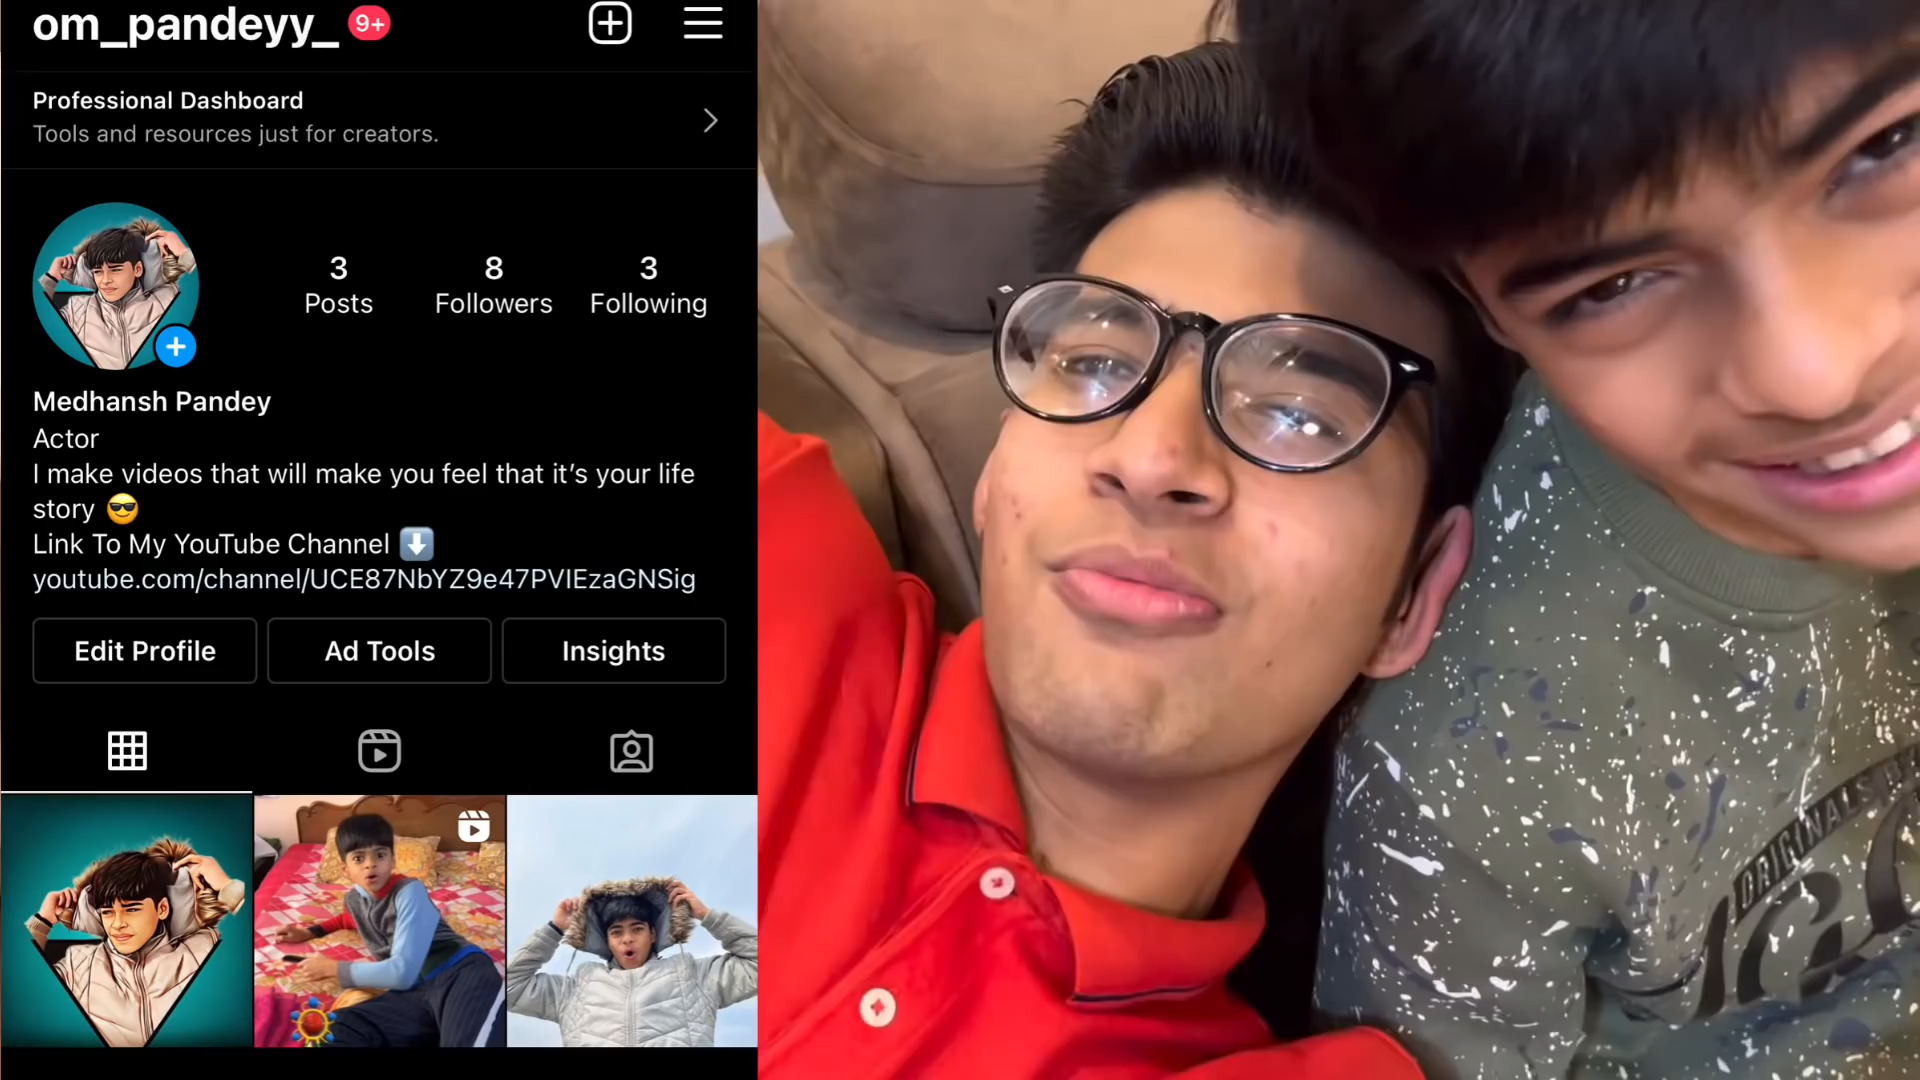 om_pandeyy_ 9+
Professional Dashboard
Tools and resources just for creators.
3 8 3
Posts Followers Following
Medhansh Pandey
Actor
I make videos that will make you feel that it's your life
story 😎
Link To My YouTube Channel ⬇️
youtube.com/channel/UCE87NbYZ9e47PVIEzaGNSig
Edit Profile Ad Tools Insights
ORIGINALS